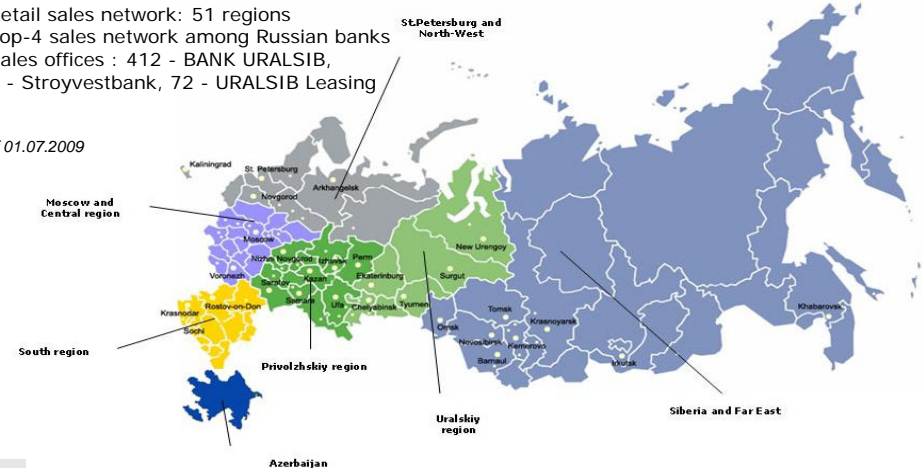 etail sales network: 51 regions
op-4 sales network among Russian banks
ales offices : 412 - BANK URALSIB,
- Stroyvestbank, 72 - URALSIB Leasing
01.07.2009
St.Petersburg and
North-West
Kaliningrad
St. Petersburg
Arkhangelsk
Novgorod
Moscow and
Central region
Moscow
Nizhni Novgorod
Izhevsk
Perm
New Urengoy
Voronezh
Saratov
Kazan
Ekaterinburg
Surgut
Samara
Ufa
Chelyabinsk
Tyumen
Krasnodar
Rostov-on-Don
Sochi
Omsk
Tomsk
Krasnoyarsk
Khabarovsk
Novosibirsk
Kemerovo
Barnaul
Irkutsk
South region
Privolzhskiy region
Uralskiy
region
Siberia and Far East
Azerbaijan